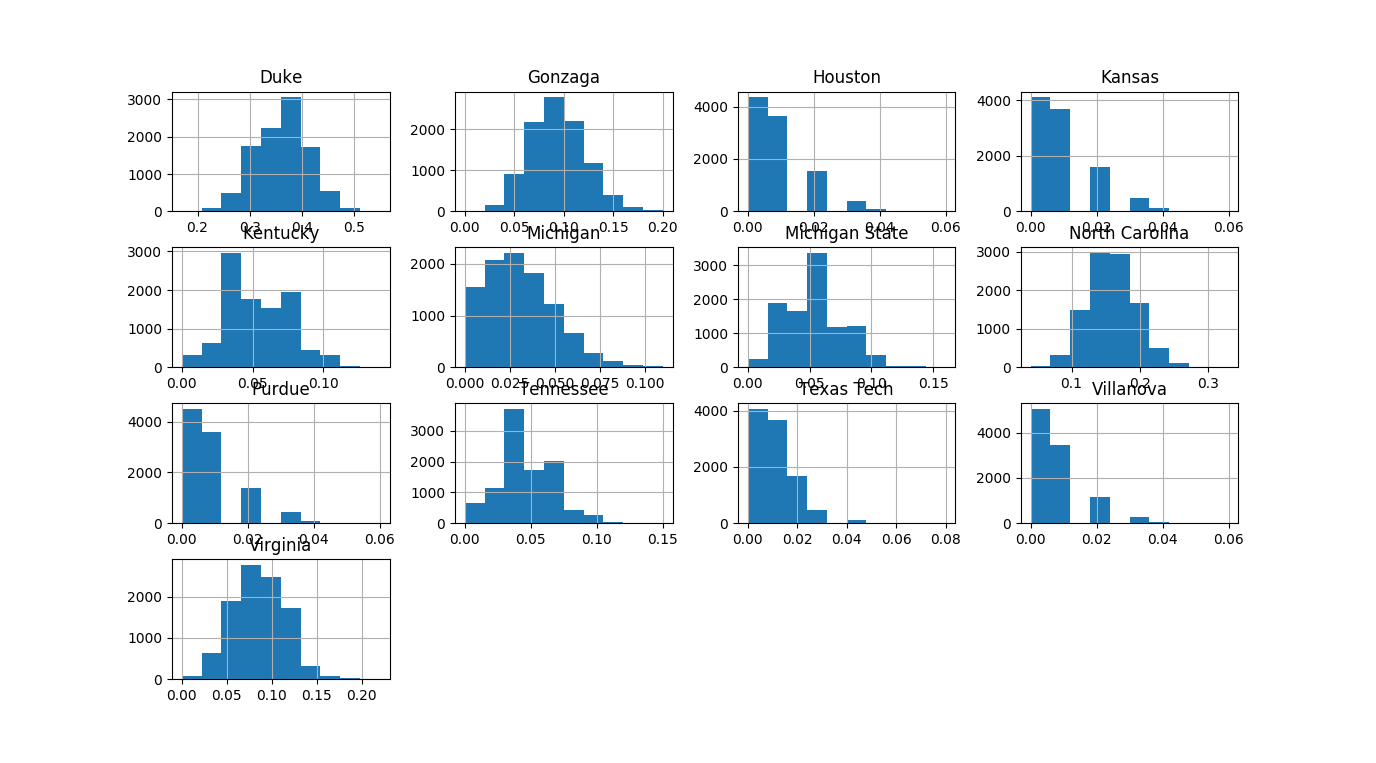 Duke Gonzaga Houston Kansas
3000 2000 4000 4000
2000 1000 2000 2000
1000 0 0 0
0
0.2 0.3 0.4 0.5 0.00 0.05 0.10 0.15 0.20 0.00 0.02 0.04 0.06 0.00 0.02 0.04 0.06
Kentucky Michigan Michigan State North Carolina
3000 2000 3000 3000
2000 1000 2000 2000
1000 0 1000 1000
0 0 0
0.00 0.05 0.10 0.000 0.025 0.050 0.075 0.100 0.00 0.05 0.10 0.15 0.1 0.2 0.3
Purdue Tennessee Texas Tech Villanova
4000 3000 4000 4000
2000 2000 2000 2000
0 1000 0 0
0
0.00 0.02 0.04 0.06 0.00 0.05 0.10 0.15 0.00 0.02 0.04 0.06 0.08 0.00 0.02 0.04 0.06
Virginia
2000
1000
0
0.00 0.05 0.10 0.15 0.20